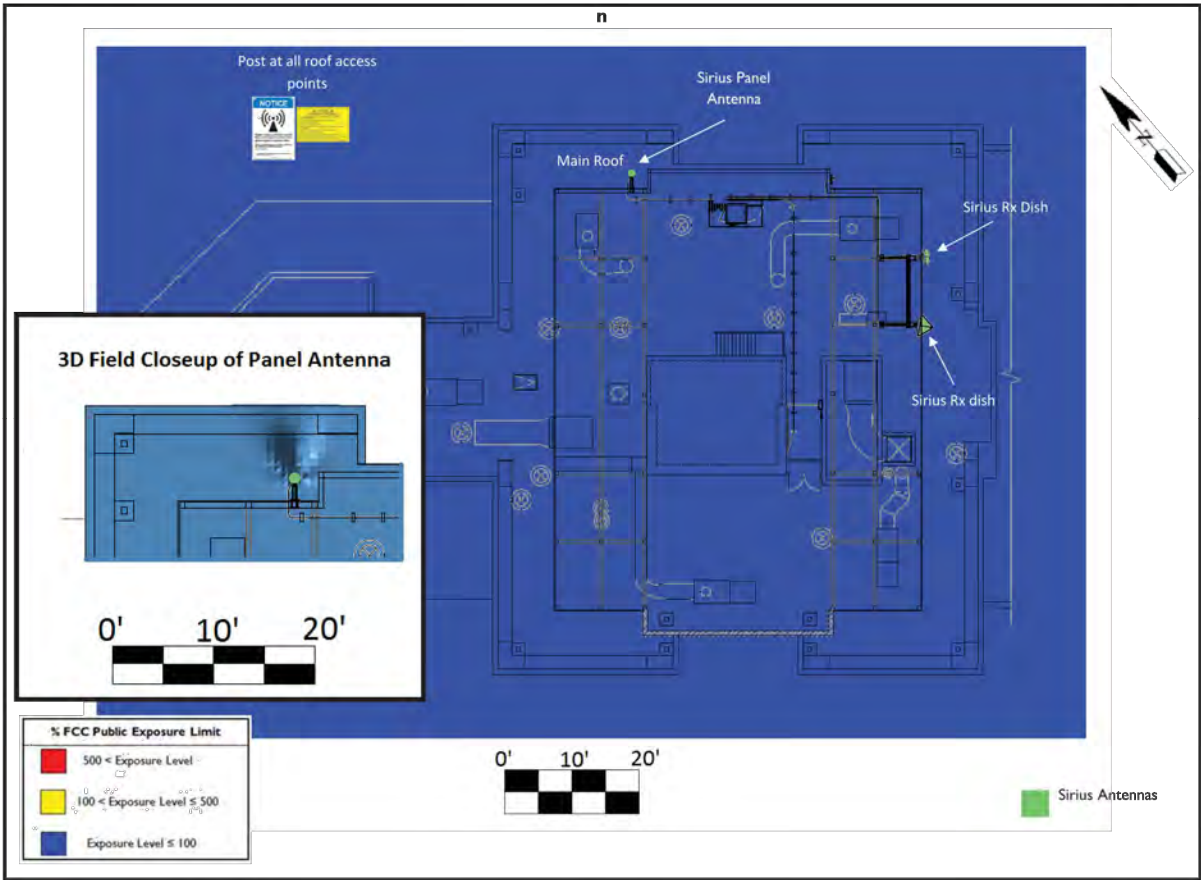 n
Post at all roof access
points
NOTICE
Sirius Panel
Antenna
Main Roof
N
Sirius Rx Dish
Sirius Rx dish
3D Field Closeup of Panel Antenna
0' 10' 20'
% FCC Public Exposure Limit
500 < Exposure Level
100 < Exposure Level ≤ 500
Exposure Level ≤ 100
0' 10' 20'
Sirius Antennas